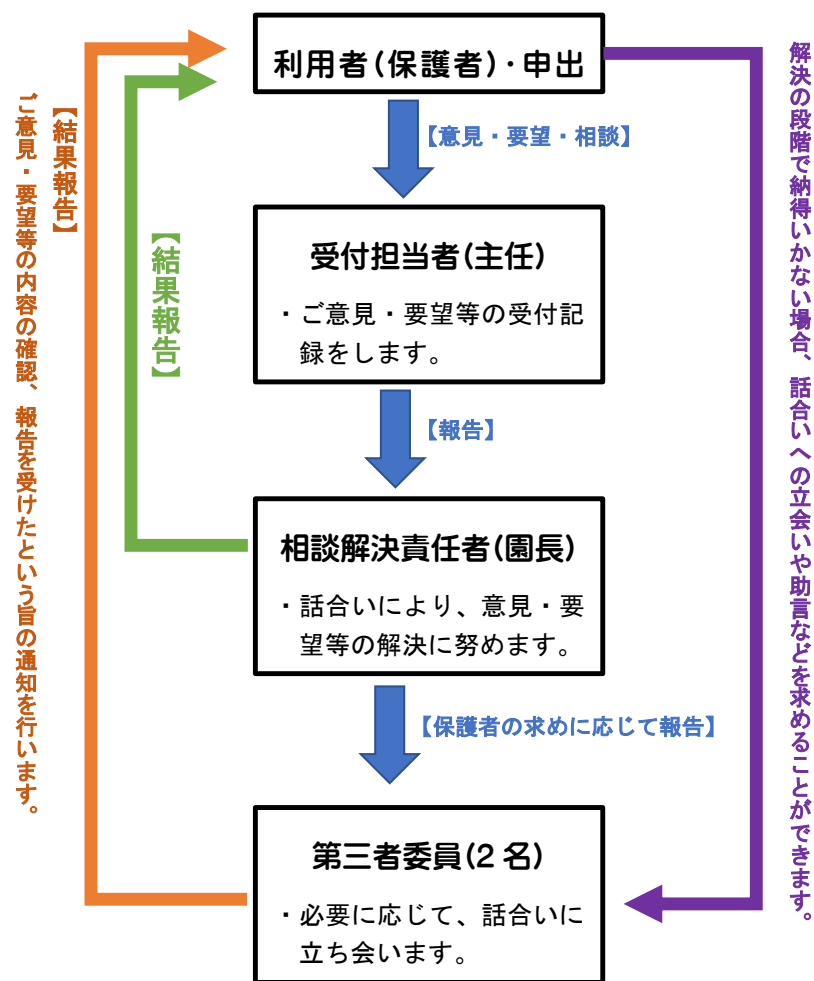 利用者(保護者)・申出
【意見・要望・相談】
受付担当者(主任)
・ご意見・要望等の受付記
録をします。
【報告】
相談解決責任者(園長)
・話合いにより、意見・要
望等の解決に努めます。
【保護者の求めに応じて報告】
第三者委員(2名)
・必要に応じて、話合いに
立ち会います。
【結果報告】
【結果報告】
ご意見・要望等の内容の確認、報告を受けたという旨の通知を行います。
解決の段階で納得いかない場合、話合いへの立会いや助言などを求めることができます。